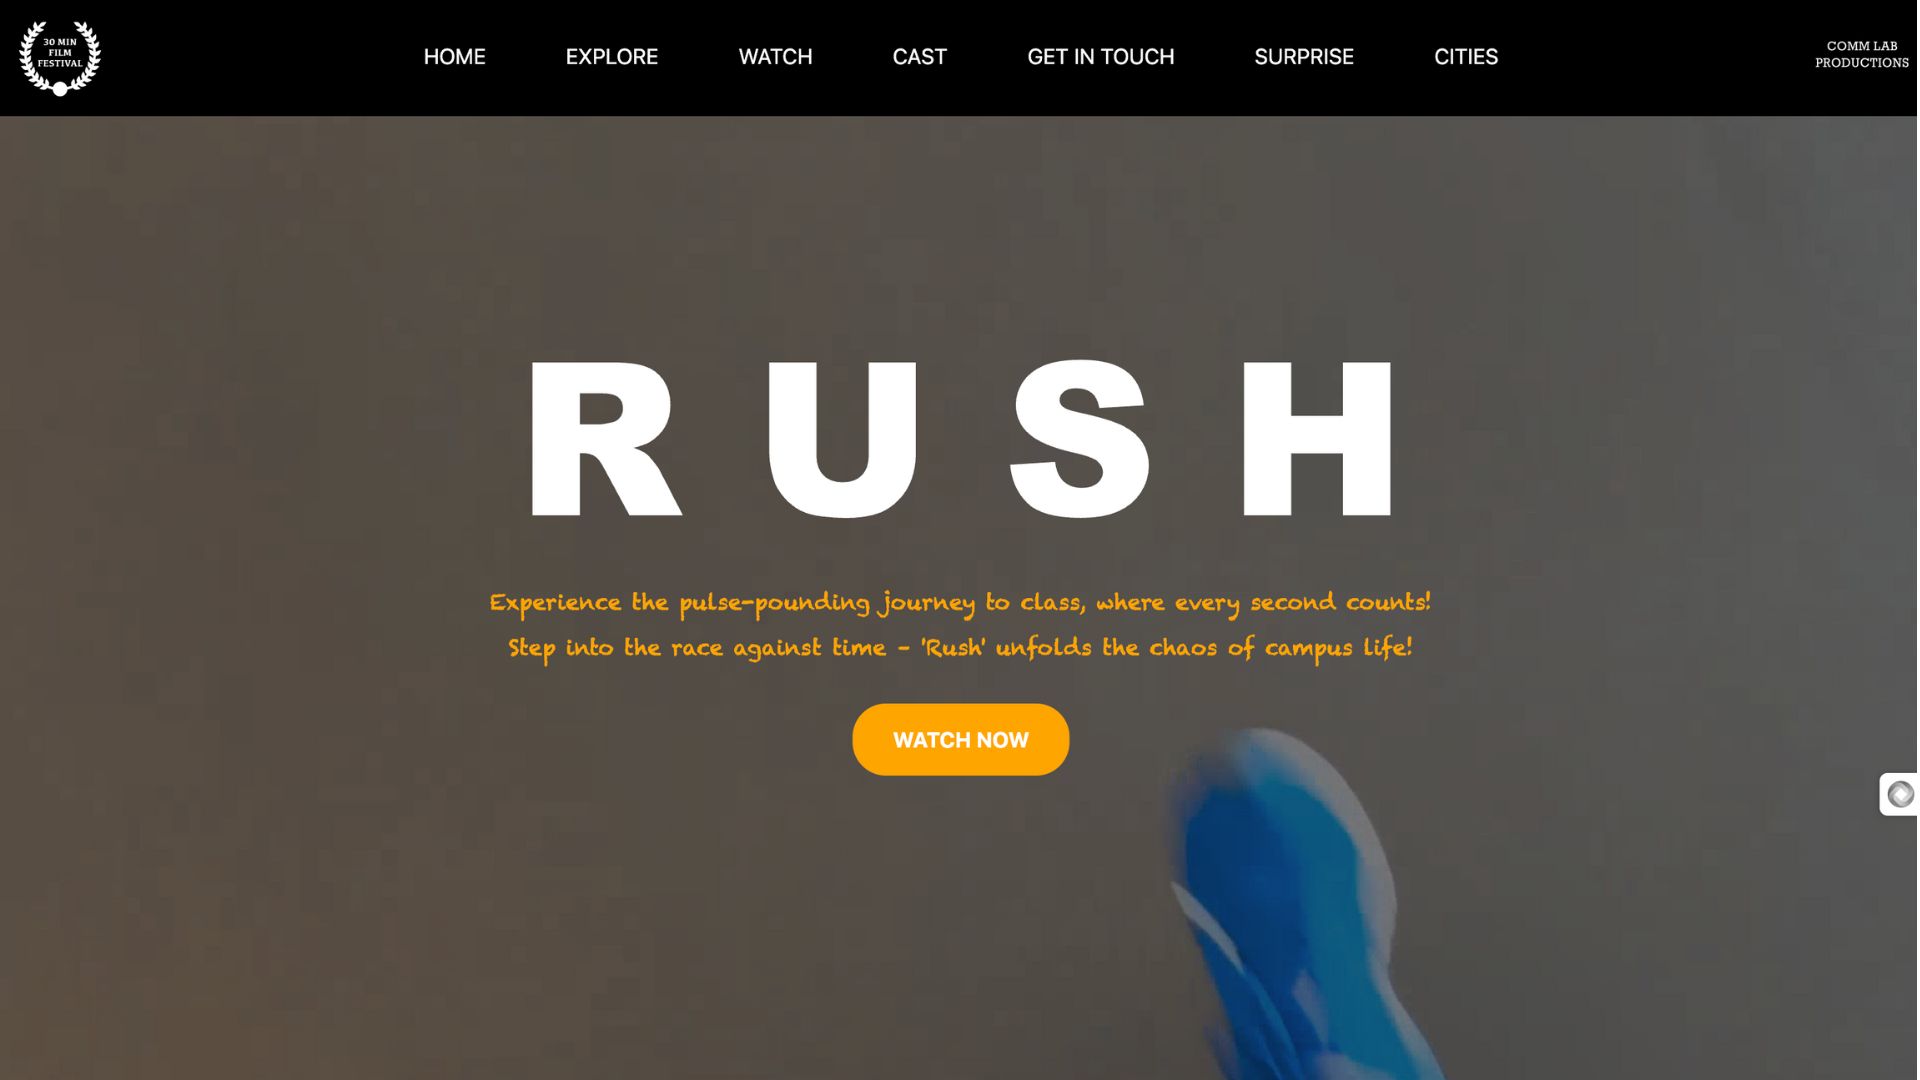 30 MIN
FILM
FESTIVAL
HOME EXPLORE WATCH CAST GET IN TOUCH SURPRISE CITIES
COMM LAB
PRODUCTIONS
RUSH
Experience the pulse-pounding journey to class, where every second counts!
Step into the race against time - 'Rush' unfolds the chaos of campus life!
WATCH NOW